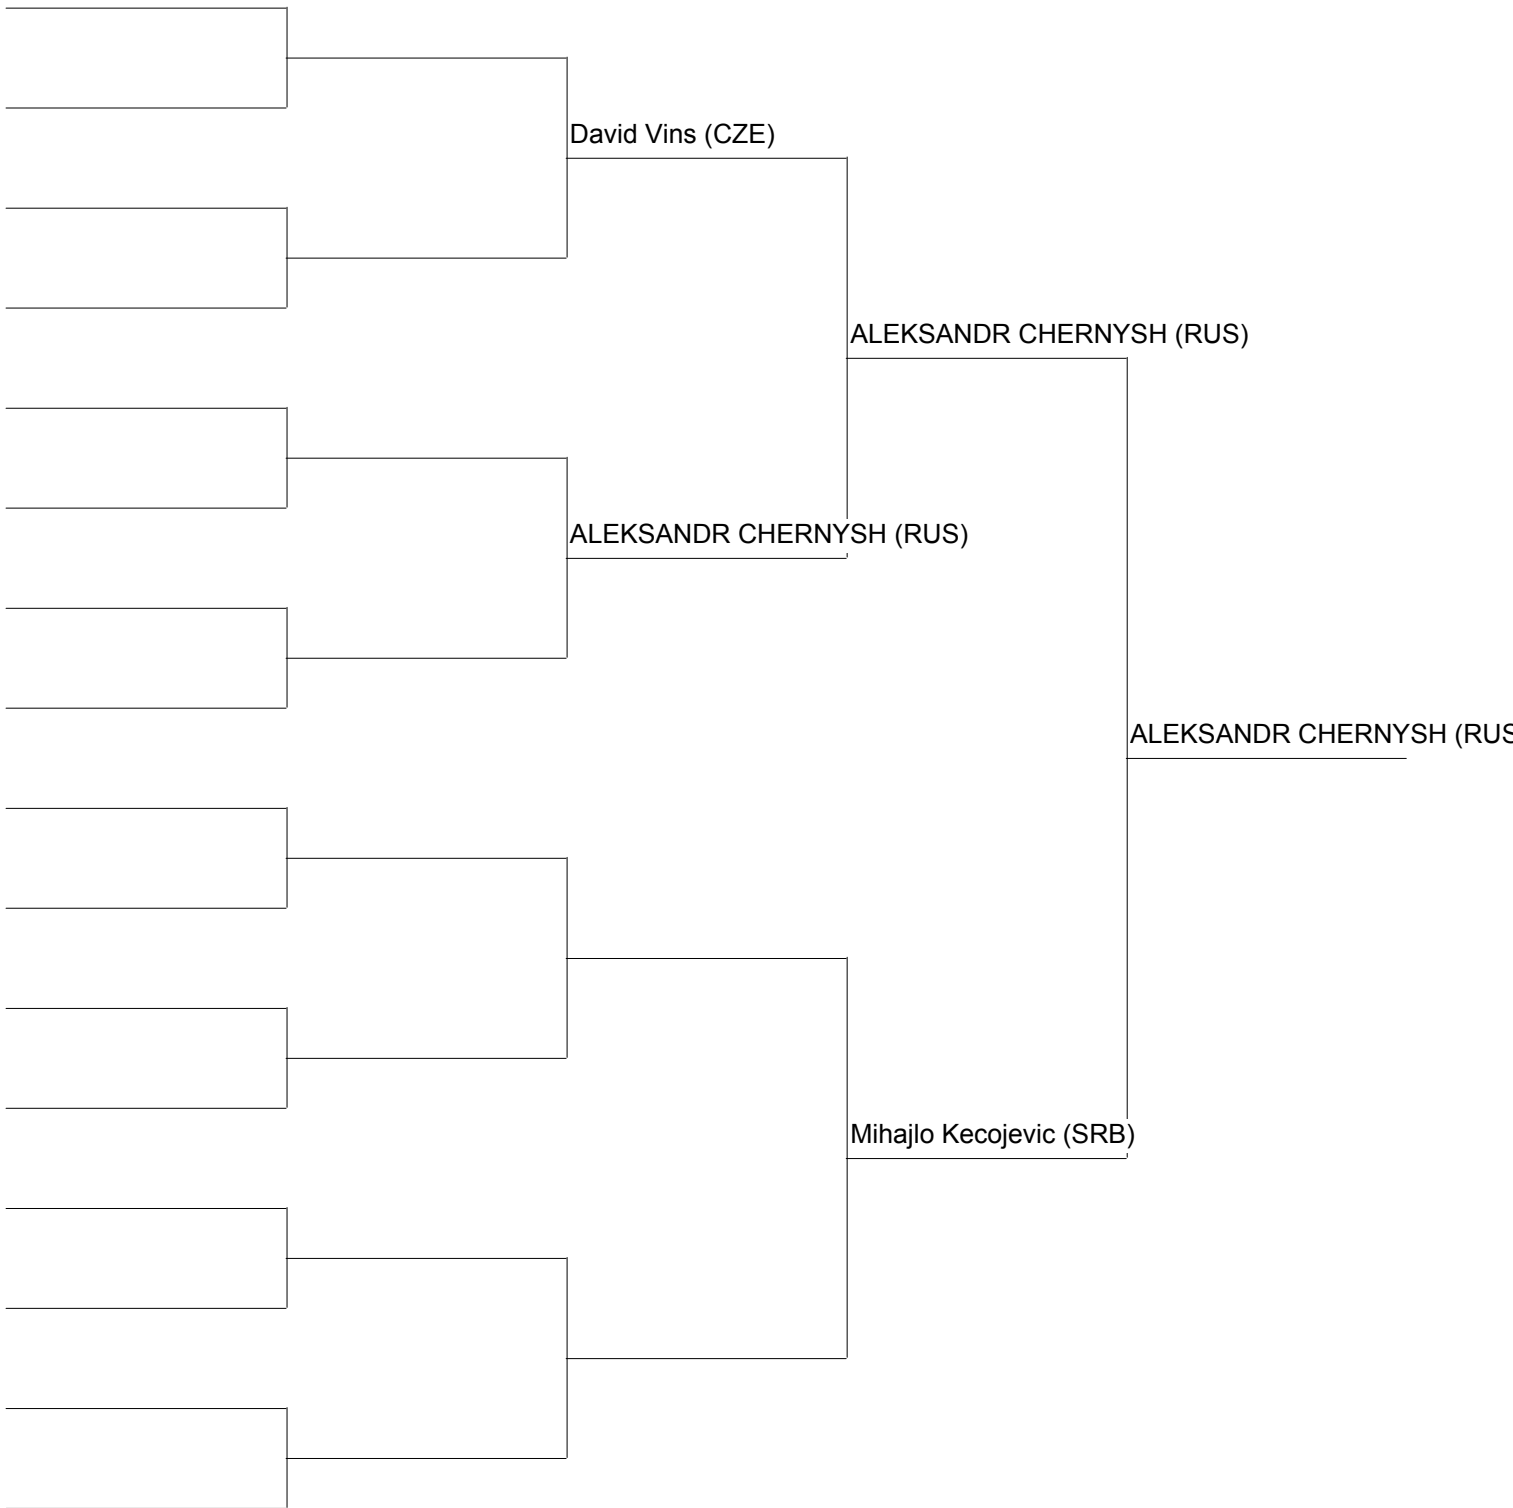 David Vins (CZE)
ALEKSANDR CHERNYSH (RUS)
ALEKSANDR CHERNYSH (RUS)
ALEKSANDR CHERNYSH (RUS
Mihajlo Kecojevic (SRB)